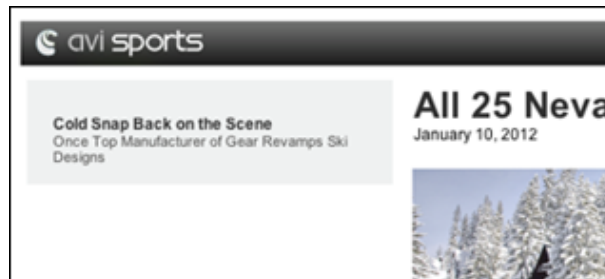 avi sports
Cold Snap Back on the Scene
Once Top Manufacturer of Gear Revamps Ski
Designs
All 25 Neva
January 10, 2012